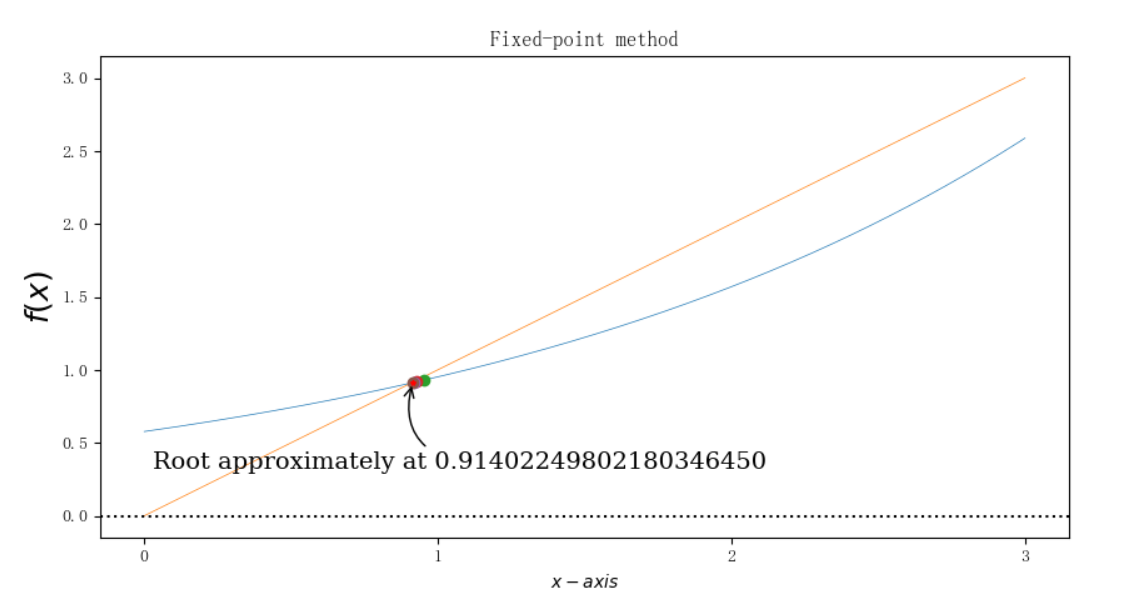 Fixed-point method
3.0
2.5
2.0
1.5
1.0
0.5
0.0
f(x)
Root approximately at 0.91402249802180346450
0 1 2 3
x − axis